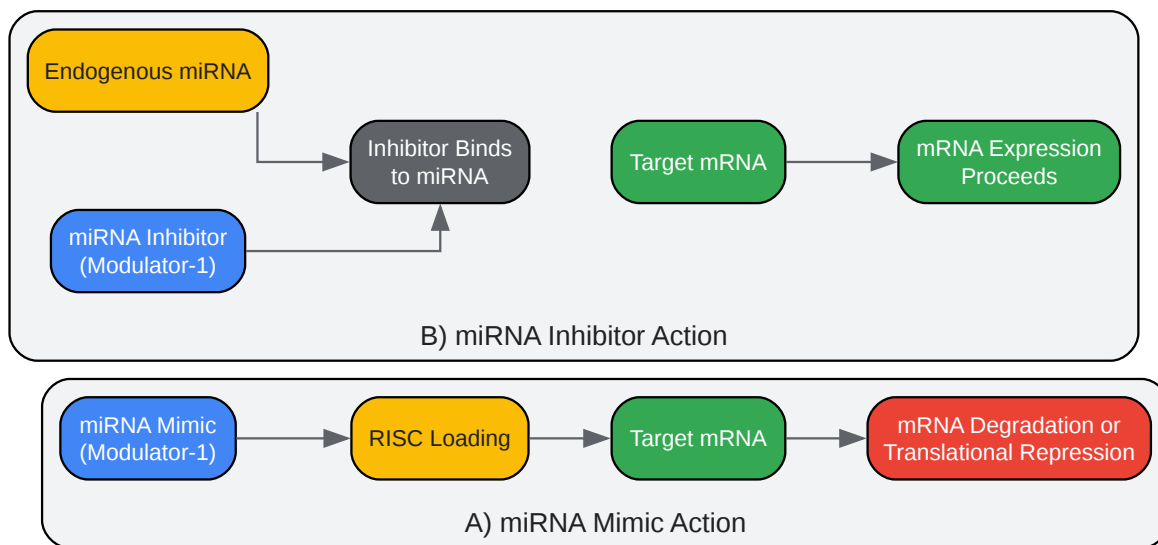 Endogenous miRNA
Inhibitor Binds
to miRNA
Target mRNA
mRNA Expression
Proceeds
miRNA Inhibitor
(Modulator-1)
B) miRNA Inhibitor Action
miRNA Mimic
(Modulator-1)
RISC Loading
Target mRNA
mRNA Degradation or
Translational Repression
A) miRNA Mimic Action